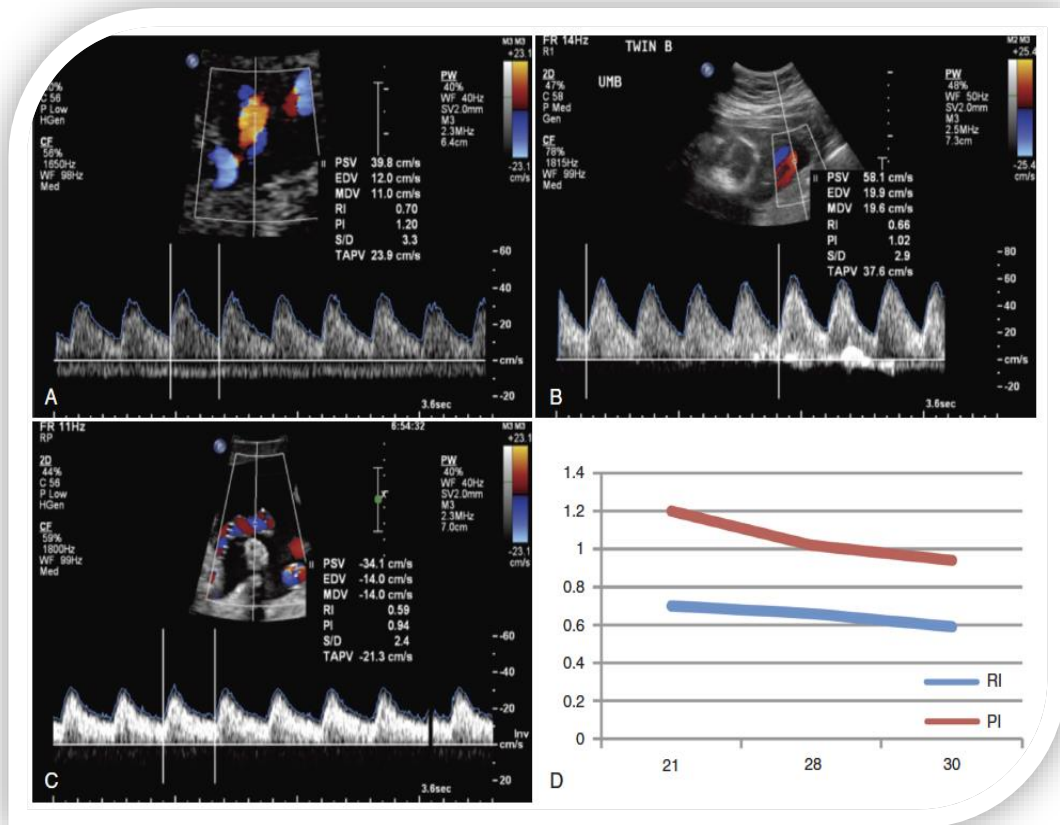 M3 M3
+23.1
-23.1
cm/s
C 56
P Low
HGen
CF
56%
1650Hz
WF 98Hz
Med
PW
40%
WF 40Hz
SV2.0mm
M3
2.3MHz
6.4cm
PSV 39.8 cm/s
EDV 12.0 cm/s
MDV 11.0 cm/s
RI 0.70
PI 1.20
S/D 3.3
TAPV 23.9 cm/s
-60
-40
-20
cm/s
-20
3.6sec
A
FR 14Hz
R1
TWIN B
UMB
M2 M3
+25.4
-25.4
cm/s
2D
47%
C 58
P Med
Gen
CF
78%
1815Hz
WF 99Hz
Med
PW
48%
WF 50Hz
SV2.0mm
M3
2.5MHz
7.3cm
PSV 58.1 cm/s
EDV 19.9 cm/s
MDV 19.6 cm/s
RI 0.66
PI 1.02
S/D 2.9
TAPV 37.6 cm/s
-80
-60
-40
-20
cm/s
-20
3.6sec
B
FR 11Hz
RP
6:54:32
M3 M3
+23.1
-23.1
cm/s
2D
44%
C 56
P Low
HGen
CF
59%
1800Hz
WF 99Hz
Med
PW
40%
WF 40Hz
SV2.0mm
M3
2.3MHz
7.0cm
PSV -34.1 cm/s
EDV -14.0 cm/s
MDV -14.0 cm/s
RI 0.59
PI 0.94
S/D 2.4
TAPV -21.3 cm/s
-60
-40
-20
Inv
cm/s
20
3.6sec
C
1.4
1.2
1
0.8
0.6
0.4
0.2
0
21 28 30
RI
PI
D